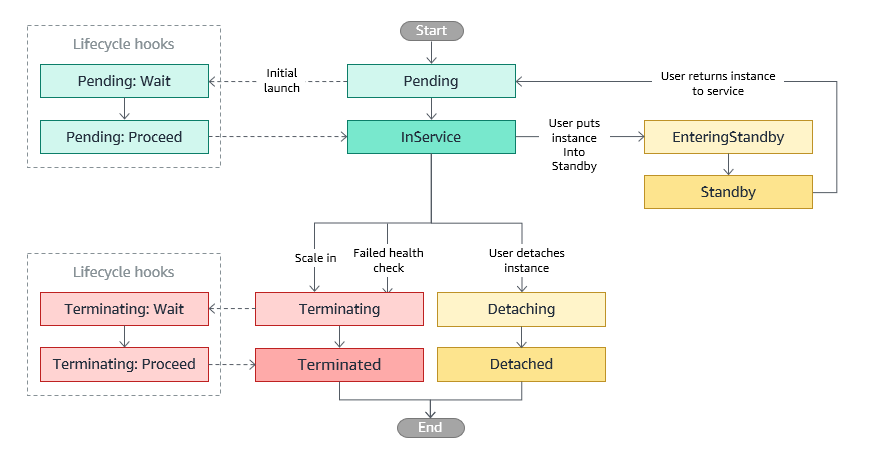 Start
Lifecycle hooks
Pending: Wait
Initial
launch
Pending
User returns instance
to service
Pending: Proceed
InService
User puts
instance
Into
Standby
EnteringStandby
Standby
Scale in
Failed health
check
User detaches
instance
Lifecycle hooks
Terminating: Wait
Terminating
Detaching
Terminating: Proceed
Terminated
Detached
End